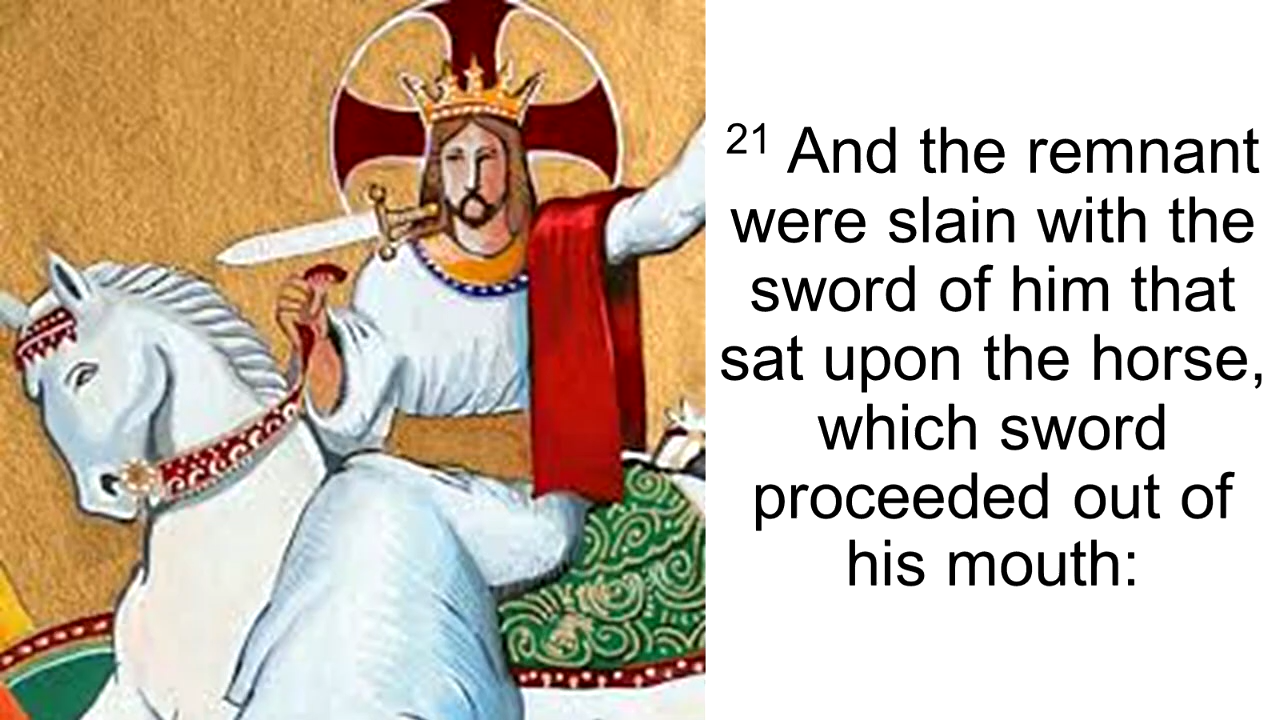 21 And the remnant
were slain with the
sword of him that
sat upon the horse,
which sword
proceeded out of
his mouth: